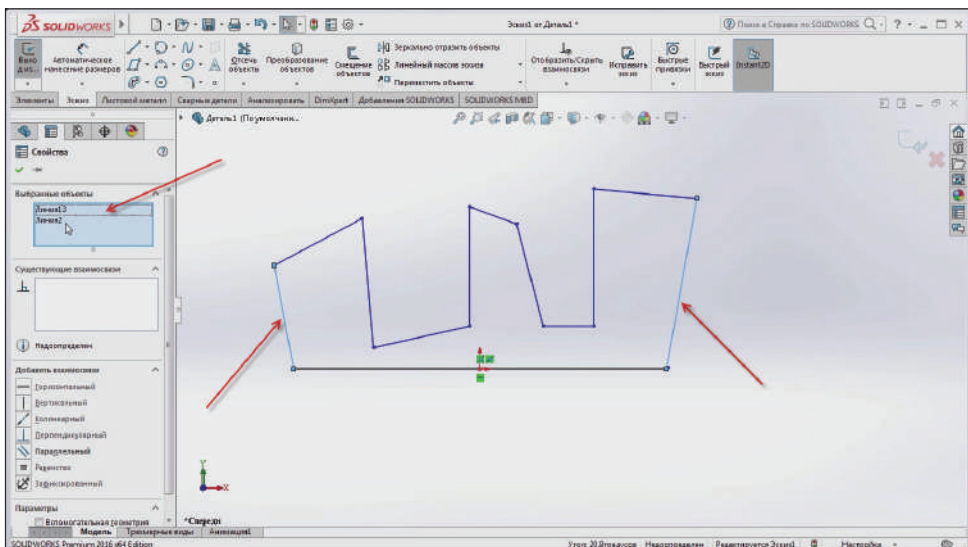 SOLIDWORKS
Эскиз1 от Деталь1 *
Поиск в Справке по SOLIDWORKS
Автоматическое нанесение размеров
Отсечь объекты
Преобразование объектов
Смещение объектов
Зеркально отразить объекты
Линейный массив эскиза
Переместить объекты
Отобразить/Скрыть взаимосвязи
Исправить эскиз
Быстрые привязки
Быстрый эскиз
Instant2D
Элементы Эскиз Листовой металл Сварные детали Анализировать DimXpert Добавления SOLIDWORKS SOLIDWORKS MBD
Деталь1 (По умолчани...
Свойства
Выбранные объекты
Линия13
Линия2
Существующие взаимосвязи
Недоопределен
Добавить взаимосвязи
Горизонтальный
Вертикальный
Коллинеарный
Перпендикулярный
Параллельный
Равенство
Зафиксированный
Параметры
Вспомогательная геометрия
Y
X
*Спереди
Модель Трехмерные виды Анимация1
SOLIDWORKS Premium 2016 x64 Edition
Недоопределен Редактируется Эскиз1 Настройка